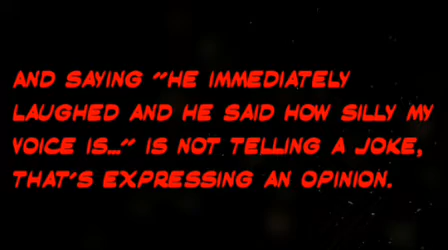 AND SAYING "HE IMMEDIATELY
LAUGHED AND HE SAID HOW SILLY MY
VOICE IS..." IS NOT TELLING A JOKE,
THAT'S EXPRESSING AN OPINION.